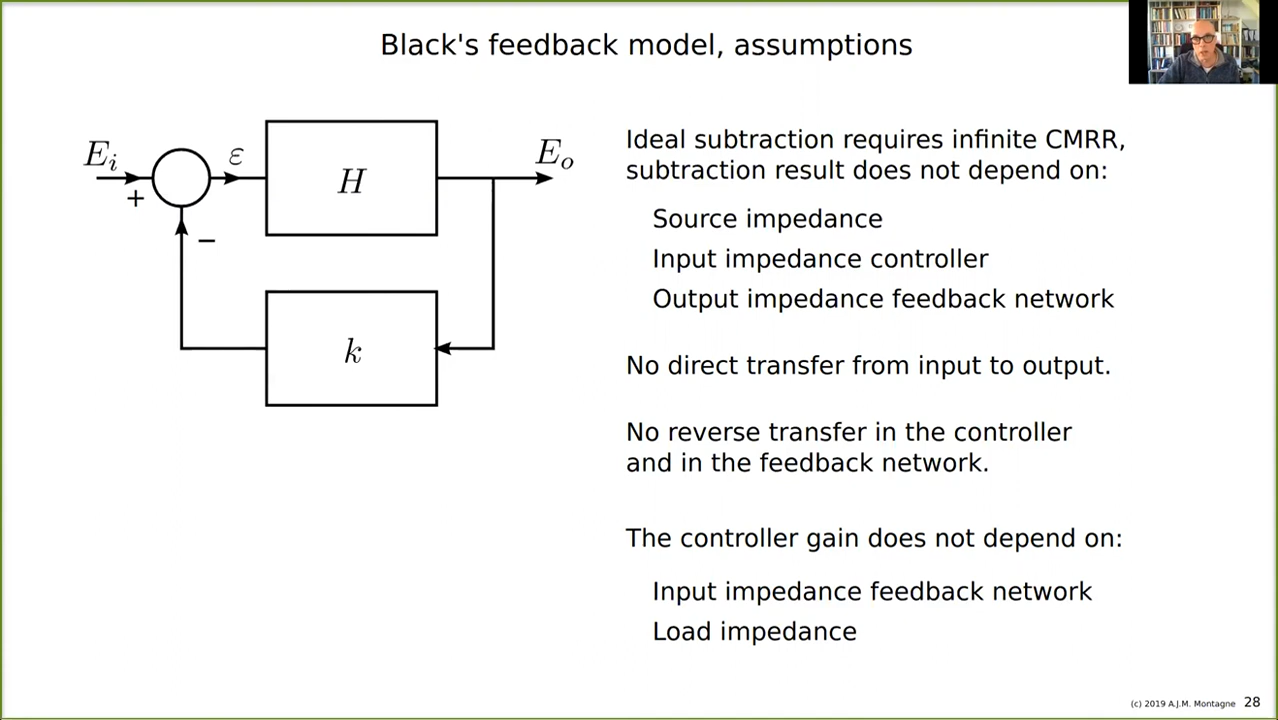 Black's feedback model, assumptions
E_i
ε
E_o
+
H
−
k
Ideal subtraction requires infinite CMRR,
subtraction result does not depend on:
Source impedance
Input impedance controller
Output impedance feedback network
No direct transfer from input to output.
No reverse transfer in the controller
and in the feedback network.
The controller gain does not depend on:
Input impedance feedback network
Load impedance
(c) 2019 A.J.M. Montagne 28